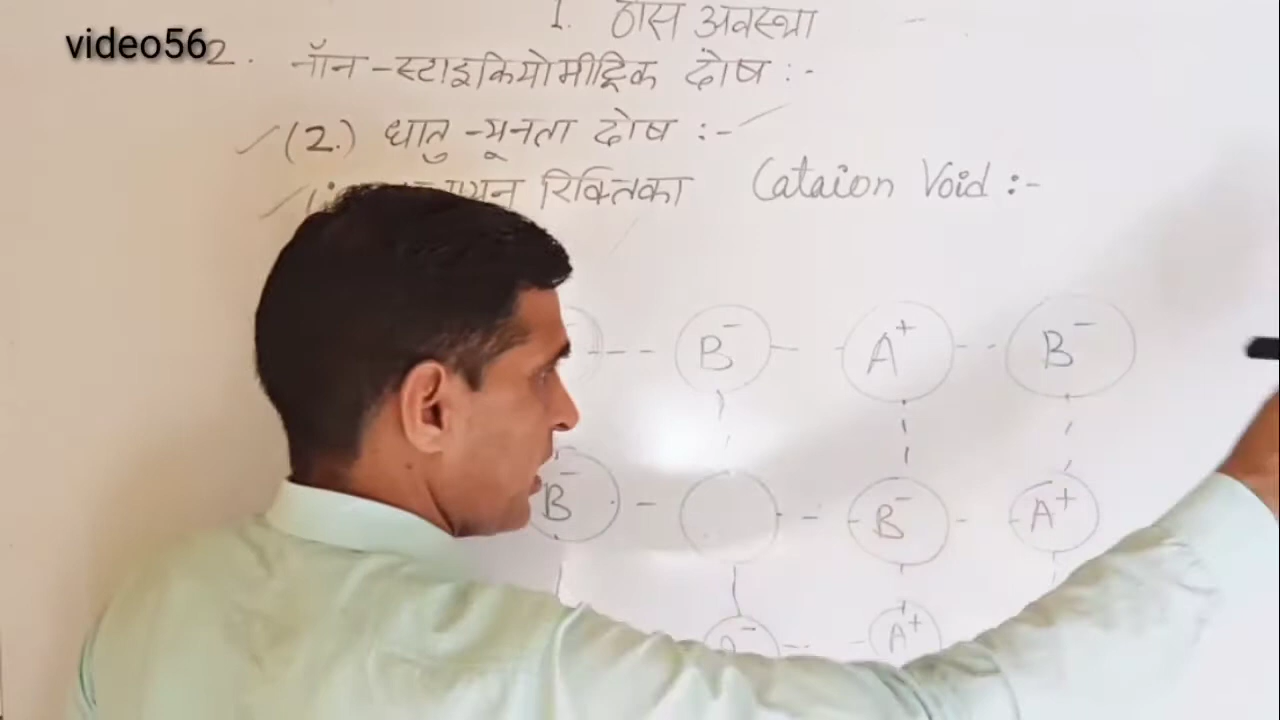 video56
1. ठोस अवस्था
2. नॉन-स्टाइकियोमीट्रिक दोष :-
(2.) धातु-न्यूनता दोष :-
रिक्तिका Cataion Void :-
B⁻ A⁺ B⁻
B⁻ B⁻ A⁺
A⁺